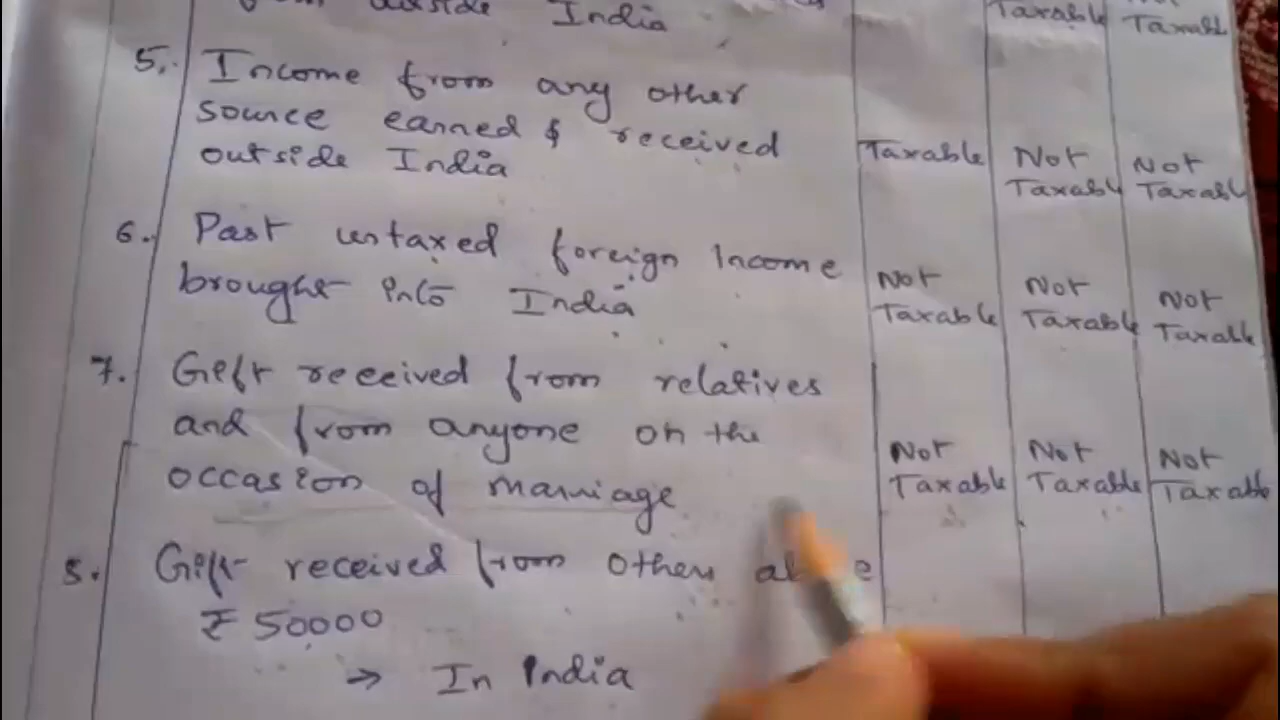 outside India Taxable Taxable
5. Income from any other
source earned & received
outside India Taxable Not Taxable Not Taxable
6. Past untaxed foreign Income
brought into India Not Taxable Not Taxable Not Taxable
7. Gift received from relatives
and from anyone on the
occasion of marriage Not Taxable Not Taxable Not Taxable
8. Gift received from others
₹ 50000
→ In India